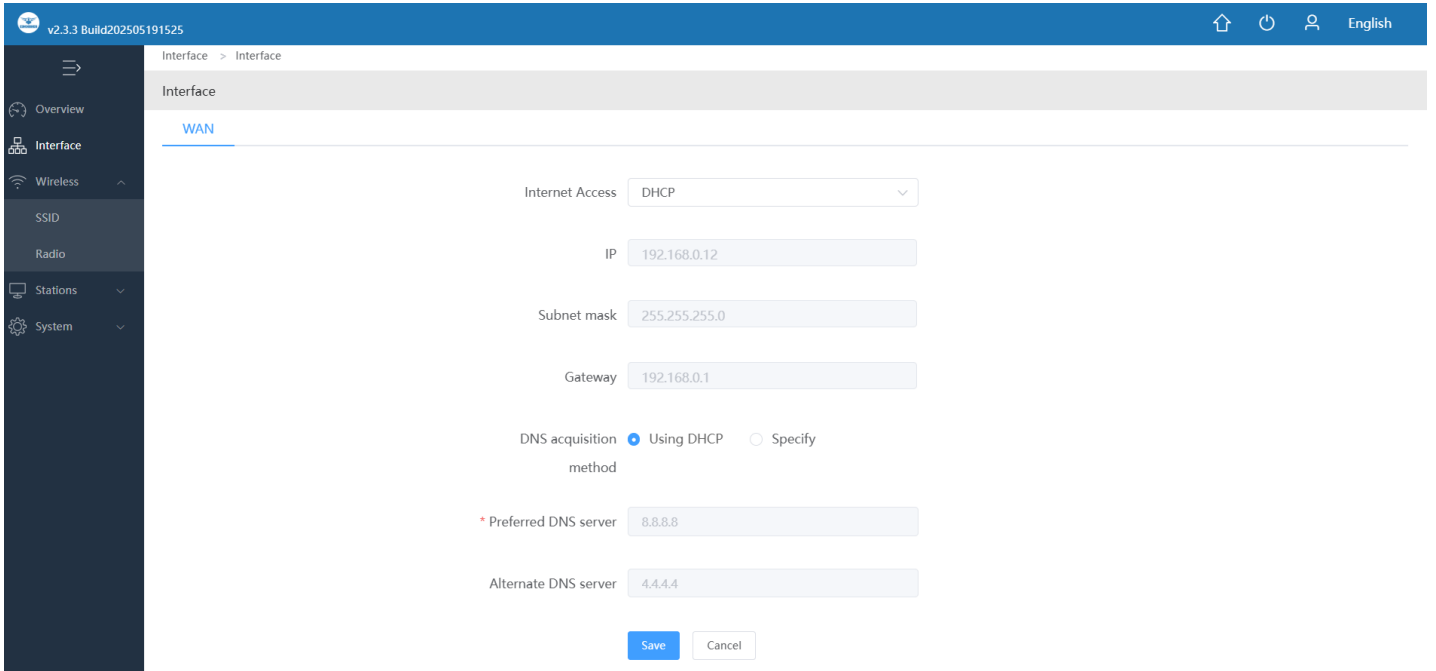 v2.3.3 Build202505191525
English
Interface > Interface
Interface
WAN
Overview
Interface
Wireless
SSID
Radio
Stations
System
Internet Access DHCP
IP 192.168.0.12
Subnet mask 255.255.255.0
Gateway 192.168.0.1
DNS acquisition method Using DHCP Specify
* Preferred DNS server 8.8.8.8
Alternate DNS server 4.4.4.4
Save Cancel